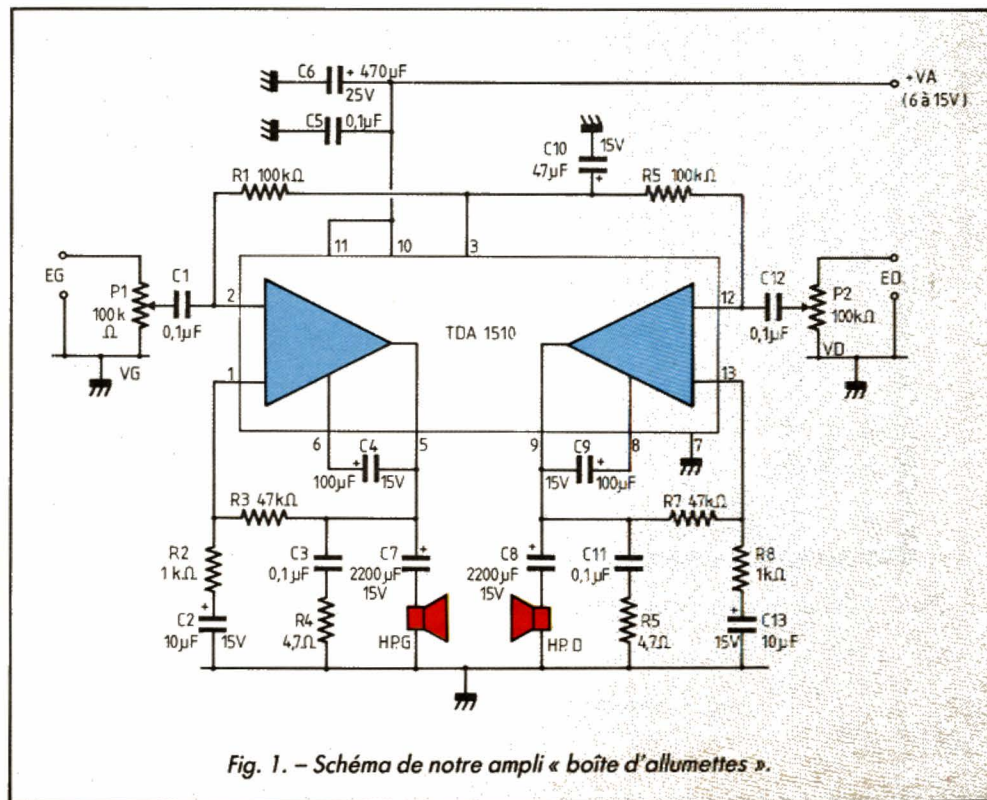 C6
+ 470µF
25V
C5
0,1µF
+VA
(6 à 15V)
C10
15V
47µF
+
R1 100kΩ
R5 100kΩ
11
10
3
EG
P1
100k
Ω
C1
0,1µF
VG
2
1
TDA 1510
12
13
C12
0,1µF
P2
100kΩ
ED
VD
6
C4
5
+
100µF
15V
9
C9
8
7
+
15V
100µF
R3 47kΩ
R7 47kΩ
R2
1 kΩ
C3
0,1µF
C7
+
2200µF
15V
C8
+
2200µF
15V
C11
0,1µF
R8
1kΩ
+
C2
10µF
15V
R4
4,7Ω
HP.G
HP. D
R5
4,7Ω
+
C13
15V
10µF
Fig. 1. – Schéma de notre ampli « boîte d'allumettes ».